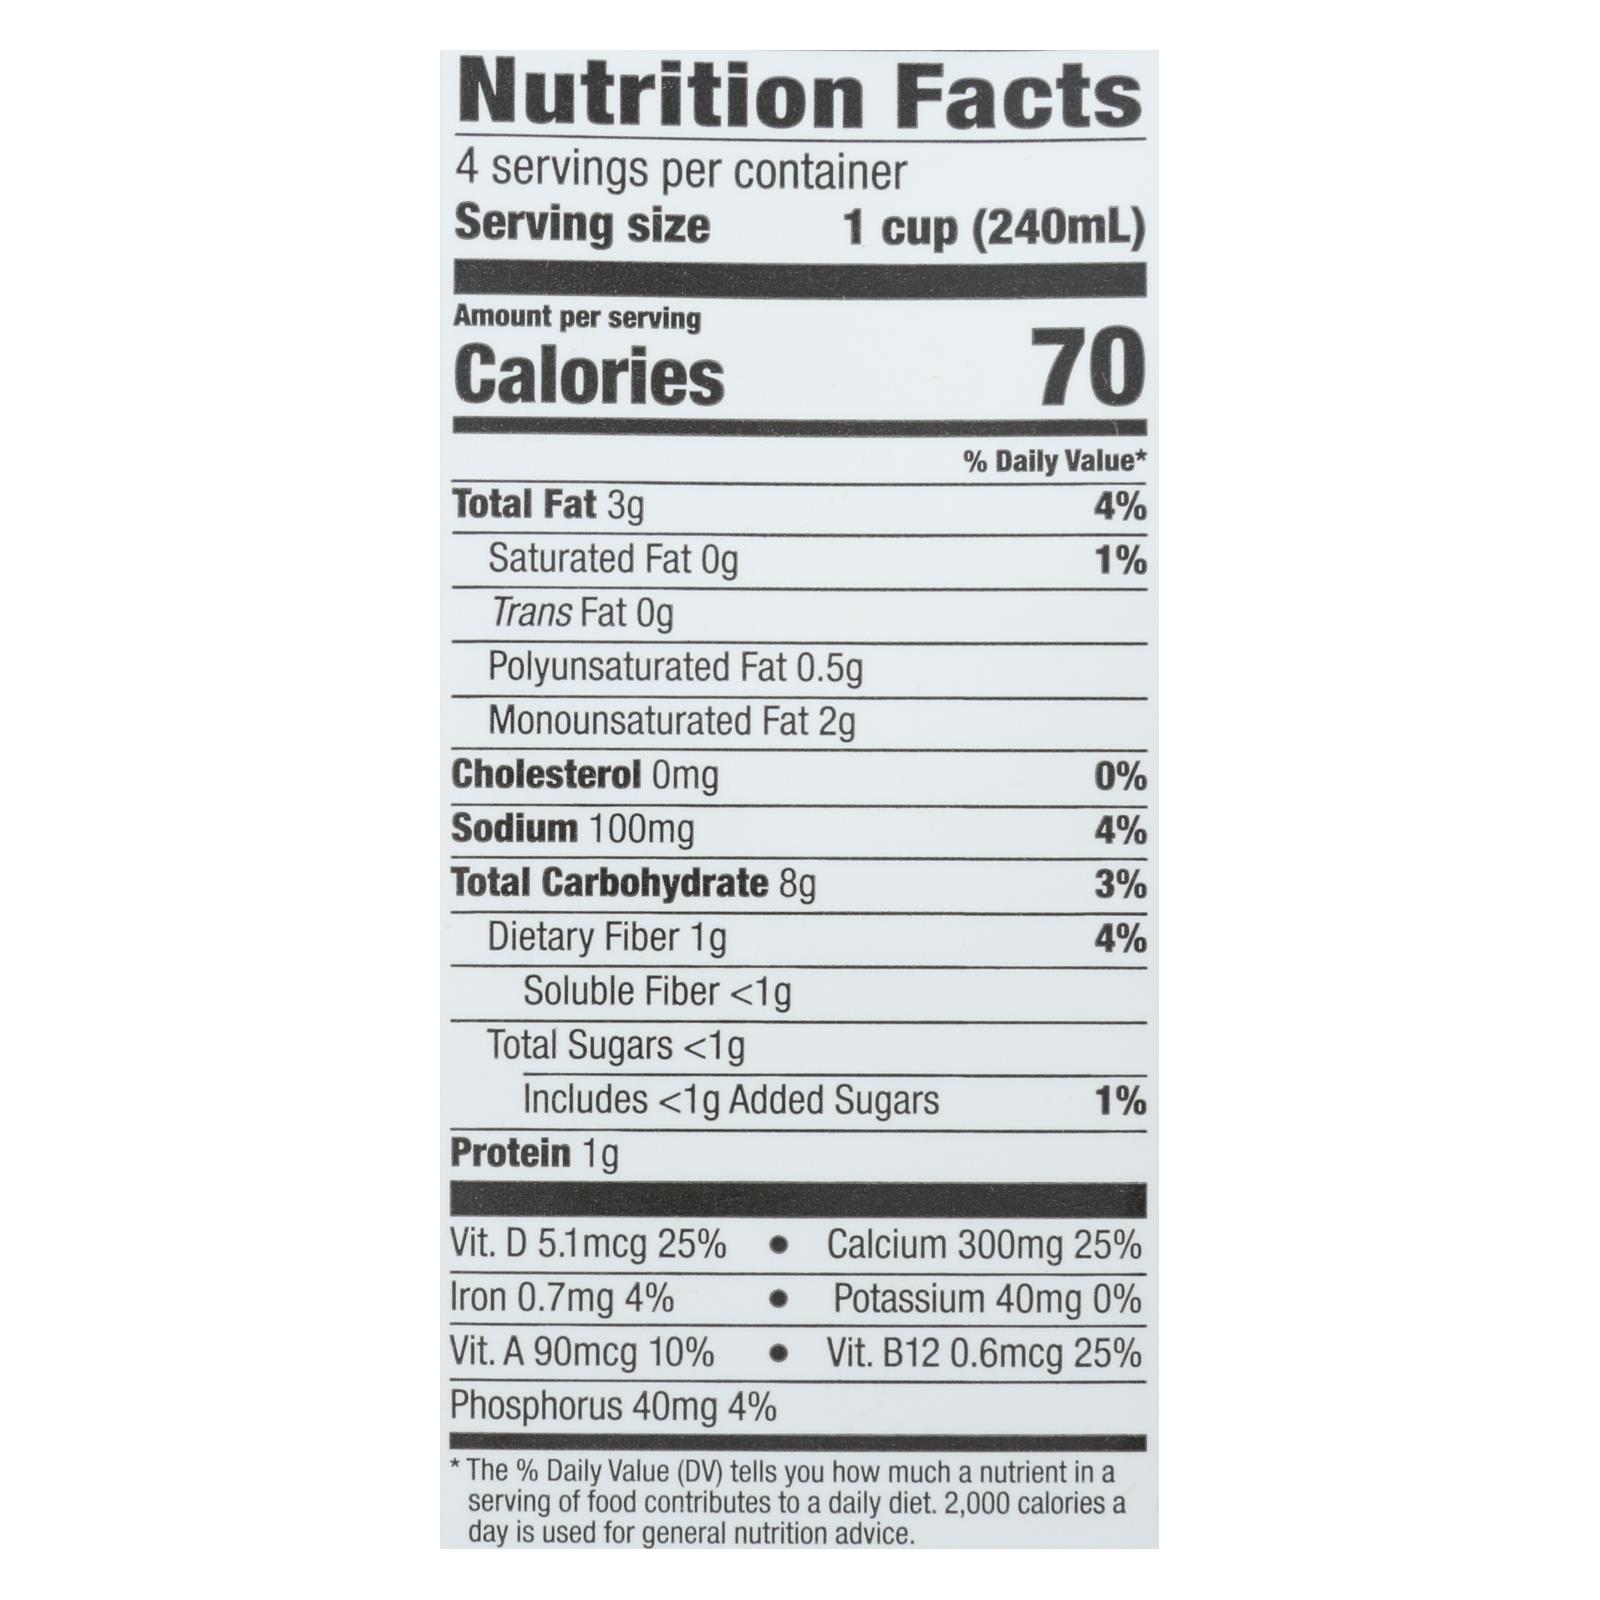 Nutrition Facts
4 servings per container
Serving size 1 cup (240mL)
Amount per serving
Calories 70
% Daily Value*
Total Fat 3g 4%
Saturated Fat 0g 1%
Trans Fat 0g
Polyunsaturated Fat 0.5g
Monounsaturated Fat 2g
Cholesterol 0mg 0%
Sodium 100mg 4%
Total Carbohydrate 8g 3%
Dietary Fiber 1g 4%
Soluble Fiber <1g
Total Sugars <1g
Includes <1g Added Sugars 1%
Protein 1g
Vit. D 5.1mcg 25% • Calcium 300mg 25%
Iron 0.7mg 4% • Potassium 40mg 0%
Vit. A 90mcg 10% • Vit. B12 0.6mcg 25%
Phosphorus 40mg 4%
* The % Daily Value (DV) tells you how much a nutrient in a
serving of food contributes to a daily diet. 2,000 calories a
day is used for general nutrition advice.